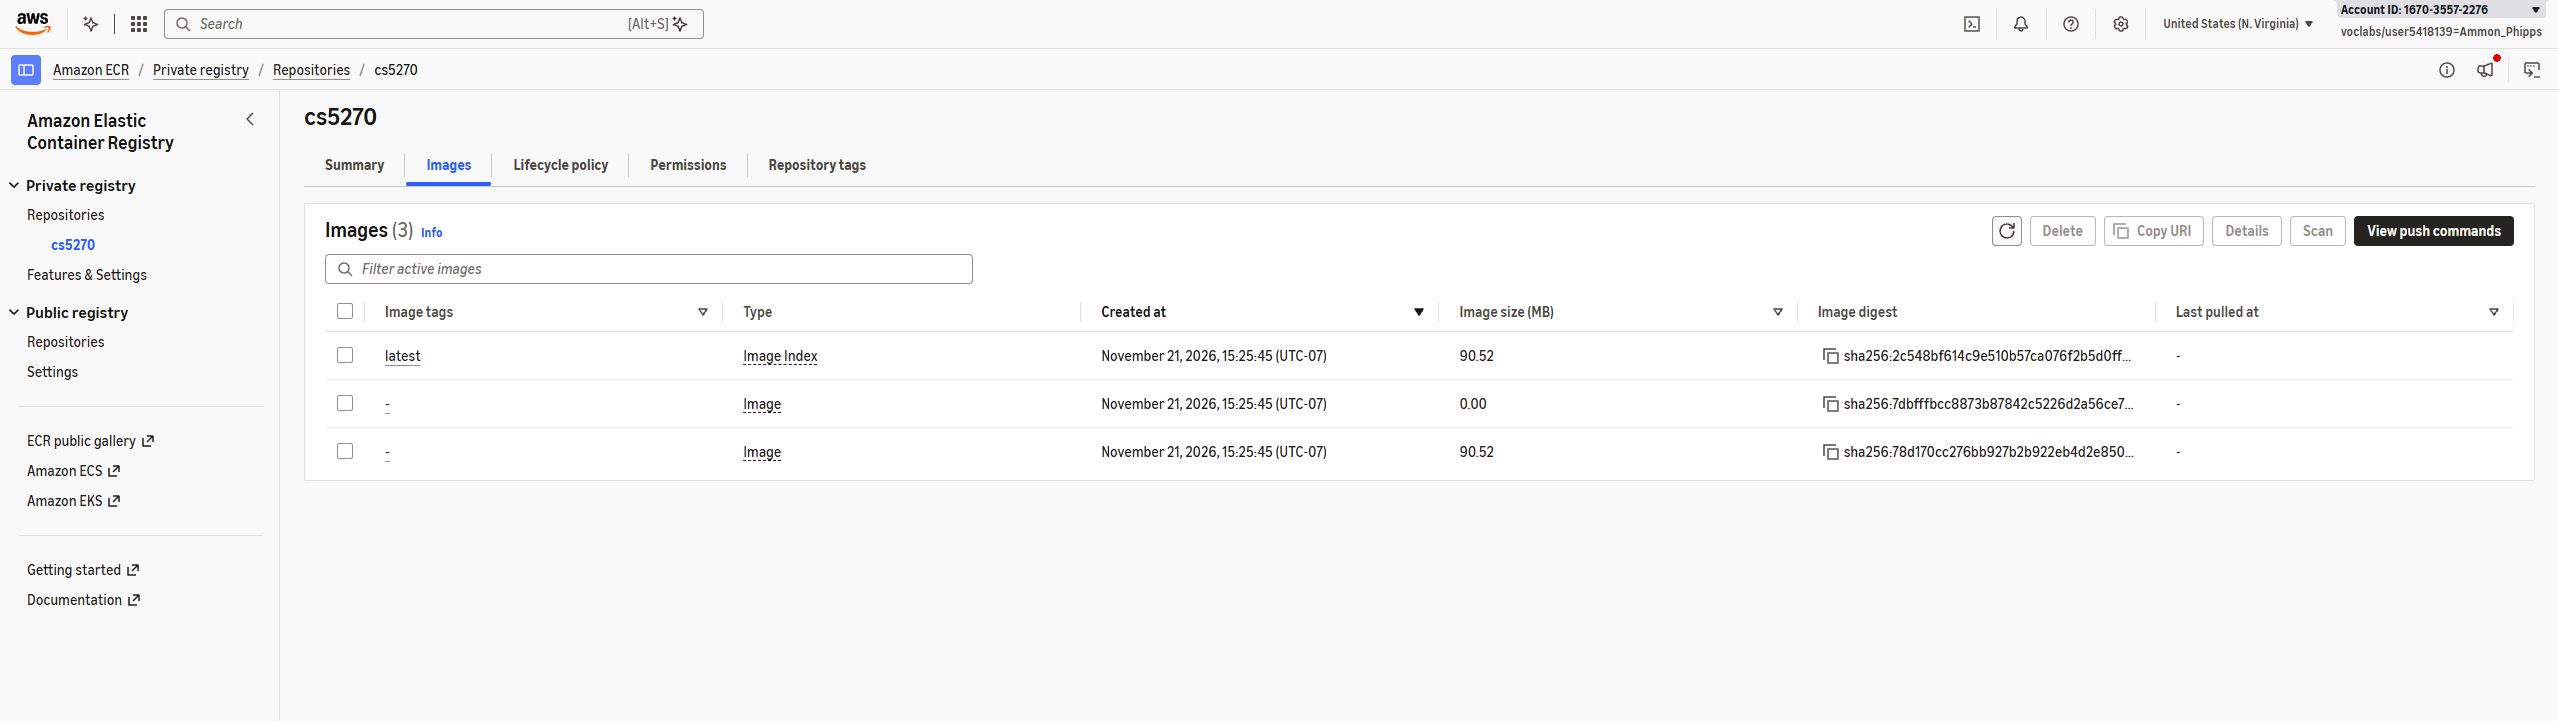 aws
Search [Alt+S]
United States (N. Virginia)
Account ID: 1670-3557-2276
voclabs/user5418139=Ammon_Phipps
Amazon ECR / Private registry / Repositories / cs5270
Amazon Elastic
Container Registry
Private registry
Repositories
cs5270
Features & Settings
Public registry
Repositories
Settings
ECR public gallery
Amazon ECS
Amazon EKS
Getting started
Documentation
cs5270
Summary Images Lifecycle policy Permissions Repository tags
Images (3) Info
Delete Copy URI Details Scan View push commands
Filter active images
Image tags Type Created at Image size (MB) Image digest Last pulled at
latest Image Index November 21, 2026, 15:25:45 (UTC-07) 90.52 sha256:2c548bf614c9e510b57ca076f2b5d0ff... -
- Image November 21, 2026, 15:25:45 (UTC-07) 0.00 sha256:7dbfffbcc8873b87842c5226d2a56ce7... -
- Image November 21, 2026, 15:25:45 (UTC-07) 90.52 sha256:78d170cc276bb927b2b922eb4d2e850... -